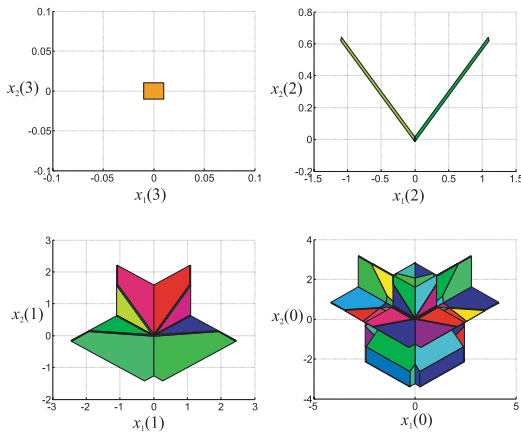 0.1
0.05
x₂(3) 0
-0.05
-0.1
-0.1 -0.05 0 0.05 0.1
x₁(3)
0.8
0.6
0.4
x₂(2)
0.2
0
-0.2
-1.5 -1 -0.5 0 0.5 1 1.5
x₁(2)
3
2
1
x₂(1)
0
-1
-2
-3 -2 -1 0 1 2 3
x₁(1)
4
2
x₂(0) 0
-2
-4
-5 0 5
x₁(0)